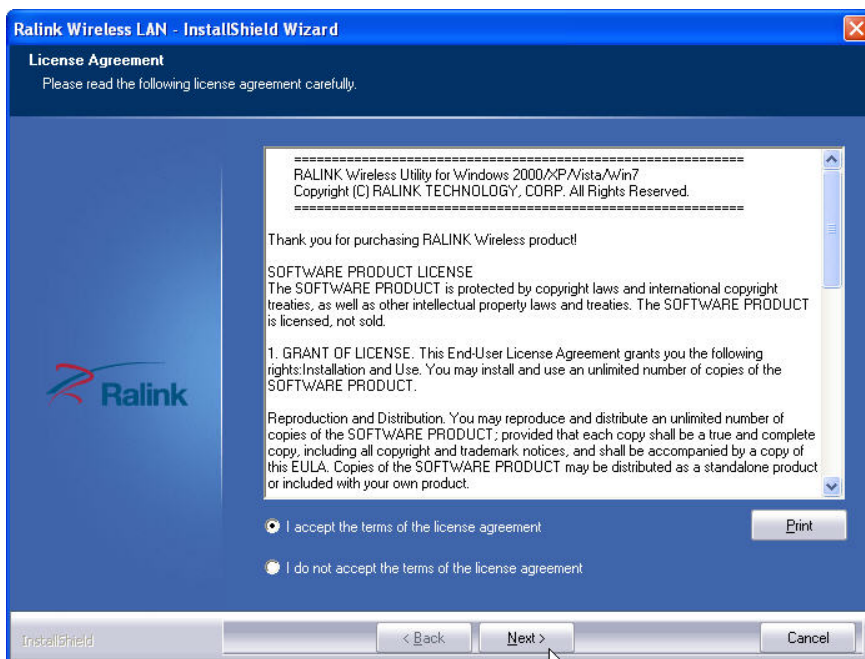 Ralink Wireless LAN - InstallShield Wizard
License Agreement
Please read the following license agreement carefully.
============================================================
RALINK Wireless Utility for Windows 2000/XP/Vista/Win7
Copyright (C) RALINK TECHNOLOGY, CORP. All Rights Reserved.
============================================================
Thank you for purchasing RALINK Wireless product!
SOFTWARE PRODUCT LICENSE
The SOFTWARE PRODUCT is protected by copyright laws and international copyright
treaties, as well as other intellectual property laws and treaties. The SOFTWARE PRODUCT
is licensed, not sold.
1. GRANT OF LICENSE. This End-User License Agreement grants you the following
rights:Installation and Use. You may install and use an unlimited number of copies of the
SOFTWARE PRODUCT.
Reproduction and Distribution. You may reproduce and distribute an unlimited number of
copies of the SOFTWARE PRODUCT; provided that each copy shall be a true and complete
copy, including all copyright and trademark notices, and shall be accompanied by a copy of
this EULA. Copies of the SOFTWARE PRODUCT may be distributed as a standalone product
or included with your own product.
Ralink
I accept the terms of the license agreement
Print
I do not accept the terms of the license agreement
InstallShield
< Back
Next >
Cancel